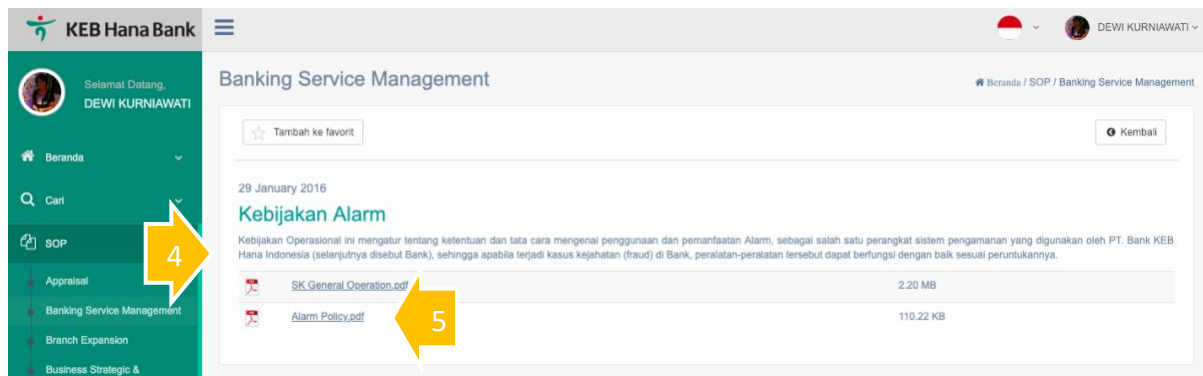 KEB Hana Bank
DEWI KURNIAWATI
Selamat Datang,
DEWI KURNIAWATI
Beranda
Cari
SOP
Appraisal
Banking Service Management
Branch Expansion
Business Strategic &
Banking Service Management
Beranda / SOP / Banking Service Management
Tambah ke favorit
Kembali
29 January 2016
Kebijakan Alarm
Kebijakan Operasional ini mengatur tentang ketentuan dan tata cara mengenai penggunaan dan pemanfaatan Alarm, sebagai salah satu perangkat sistem pengamanan yang digunakan oleh PT. Bank KEB
Hana Indonesia (selanjutnya disebut Bank), sehingga apabila terjadi kasus kejahatan (fraud) di Bank, peralatan-peralatan tersebut dapat berfungsi dengan baik sesuai peruntukannya.
SK General Operation.pdf 2.20 MB
Alarm Policy.pdf 110.22 KB
4
5